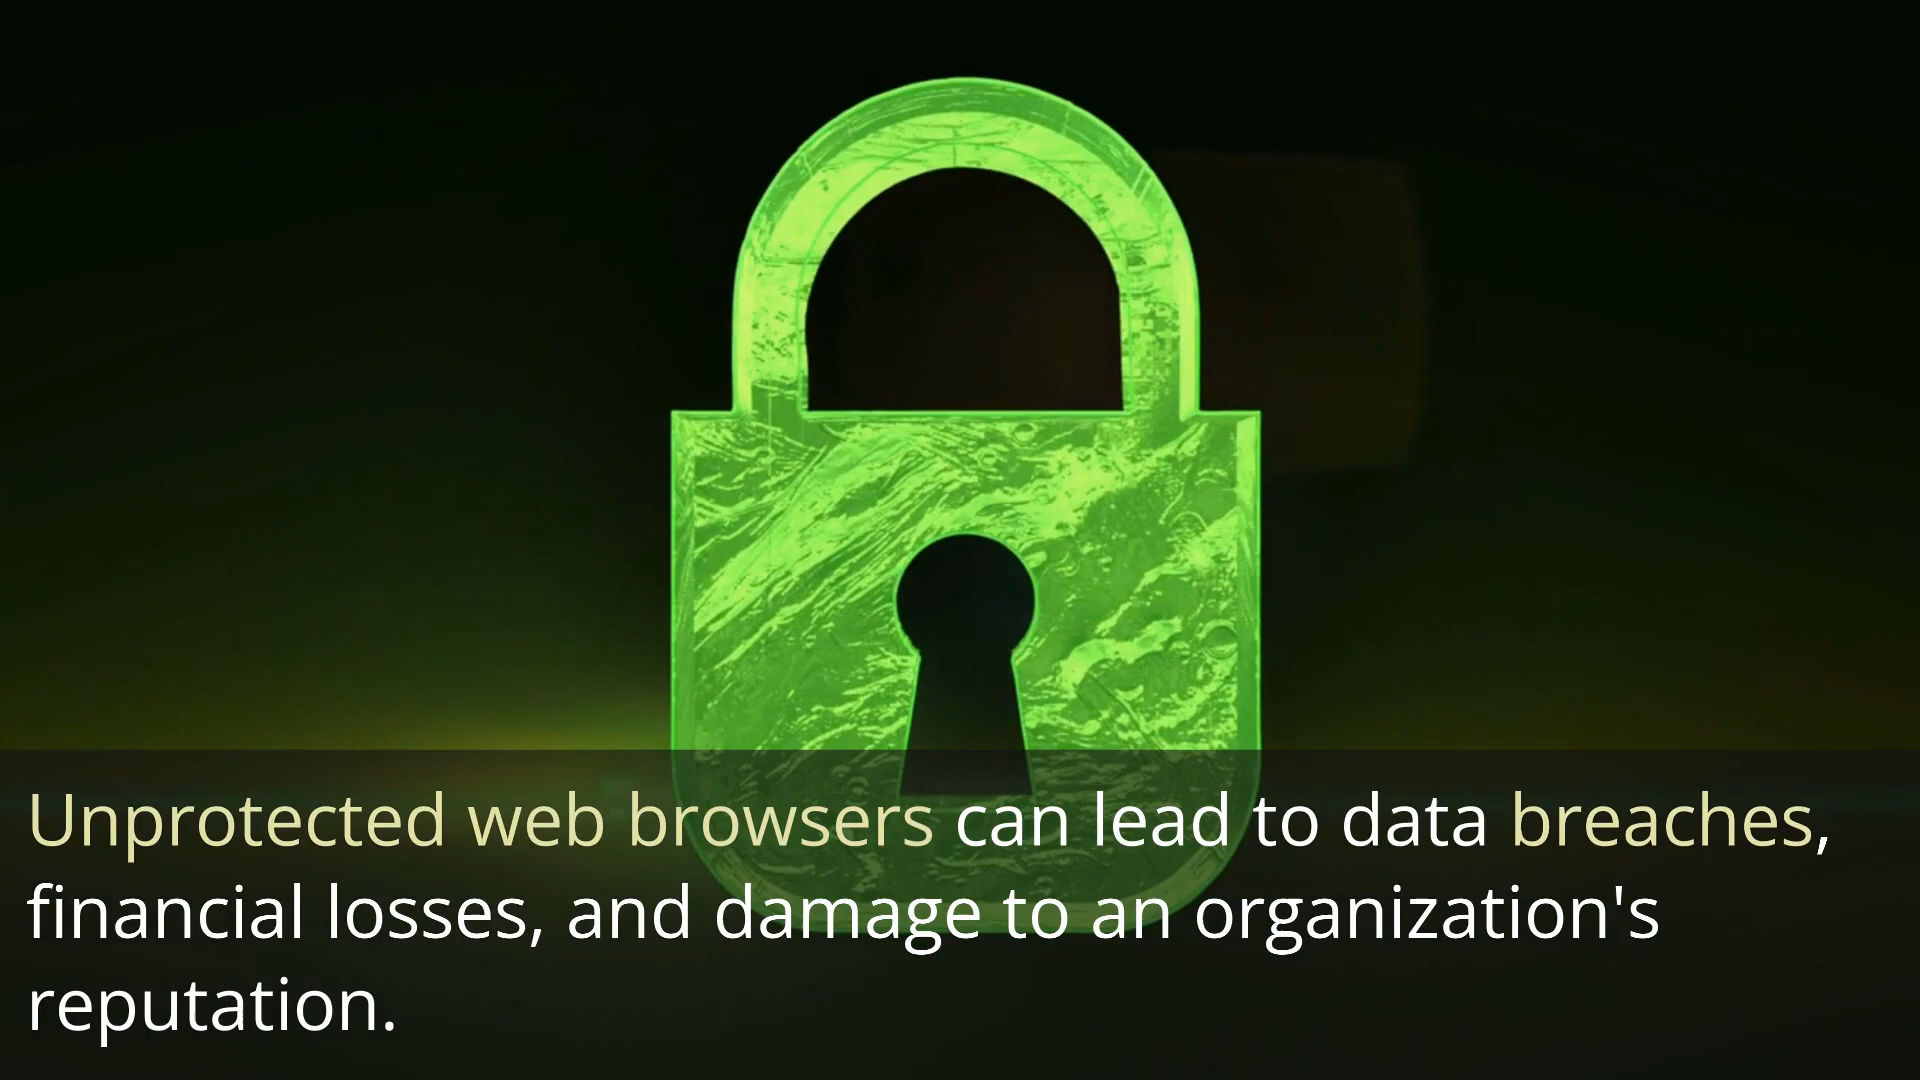 Unprotected web browsers can lead to data breaches,
financial losses, and damage to an organization's
reputation.